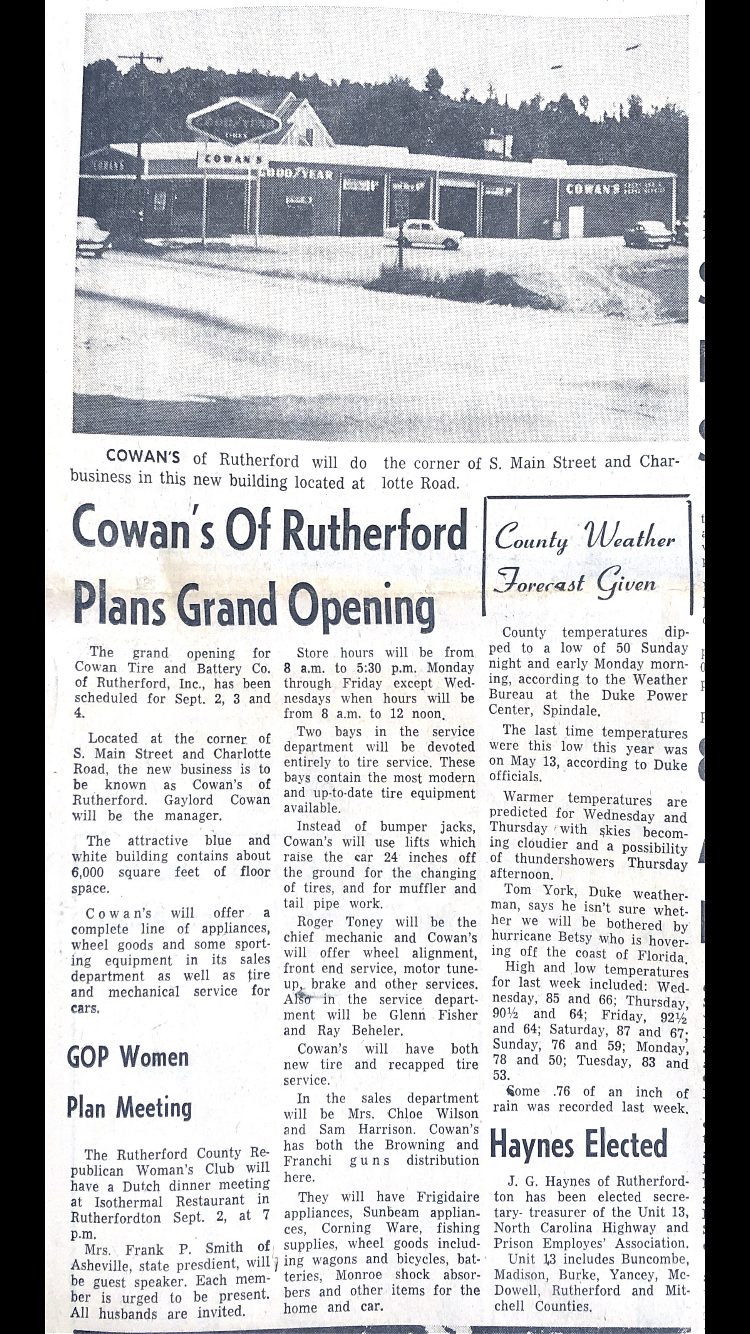 GOODYEAR
TIRES
COWAN'S
COWAN'S
GOODYEAR
COWAN'S
COWAN'S of Rutherford will do the corner of S. Main Street and Char-
business in this new building located at lotte Road.
Cowan's Of Rutherford
Plans Grand Opening
The grand opening for
Cowan Tire and Battery Co.
of Rutherford, Inc., has been
scheduled for Sept. 2, 3 and
4.
Located at the corner of
S. Main Street and Charlotte
Road, the new business is to
be known as Cowan's of
Rutherford. Gaylord Cowan
will be the manager.
The attractive blue and
white building contains about
6,000 square feet of floor
space.
Cowan's will offer a
complete line of appliances,
wheel goods and some sport-
ing equipment in its sales
department as well as tire
and mechanical service for
cars.
GOP Women
Plan Meeting
The Rutherford County Re-
publican Woman's Club will
have a Dutch dinner meeting
at Isothermal Restaurant in
Rutherfordton Sept. 2, at 7
p.m.
Mrs. Frank P. Smith of
Asheville, state presdient, will
be guest speaker. Each mem-
ber is urged to be present.
All husbands are invited.
Store hours will be from
8 a.m. to 5:30 p.m. Monday
through Friday except Wed-
nesdays when hours will be
from 8 a.m. to 12 noon.
Two bays in the service
department will be devoted
entirely to tire service. These
bays contain the most modern
and up-to-date tire equipment
available.
Instead of bumper jacks,
Cowan's will use lifts which
raise the car 24 inches off
the ground for the changing
of tires, and for muffler and
tail pipe work.
Roger Toney will be the
chief mechanic and Cowan's
will offer wheel alignment,
front end service, motor tune-
up, brake and other services.
Also in the service depart-
ment will be Glenn Fisher
and Ray Beheler.
Cowan's will have both
new tire and recapped tire
service.
In the sales department
will be Mrs. Chloe Wilson
and Sam Harrison. Cowan's
has both the Browning and
Franchi guns distribution
here.
They will have Frigidaire
appliances, Sunbeam applian-
ces, Corning Ware, fishing
supplies, wheel goods includ-
ing wagons and bicycles, bat-
teries, Monroe shock absor-
bers and other items for the
home and car.
County Weather
Forecast Given
County temperatures dip-
ped to a low of 50 Sunday
night and early Monday morn-
ing, according to the Weather
Bureau at the Duke Power
Center, Spindale.
The last time temperatures
were this low this year was
on May 13, according to Duke
officials.
Warmer temperatures are
predicted for Wednesday and
Thursday with skies becom-
ing cloudier and a possibility
of thundershowers Thursday
afternoon.
Tom York, Duke weather-
man, says he isn't sure whet-
her we will be bothered by
hurricane Betsy who is hover-
ing off the coast of Florida.
High and low temperatures
for last week included: Wed-
nesday, 85 and 66; Thursday,
90½ and 64; Friday, 92½
and 64; Saturday, 87 and 67;
Sunday, 76 and 59; Monday,
78 and 50; Tuesday, 83 and
53.
Some .76 of an inch of
rain was recorded last week.
Haynes Elected
J. G. Haynes of Rutherford-
ton has been elected secre-
tary- treasurer of the Unit 13,
North Carolina Highway and
Prison Employes' Association.
Unit 13 includes Buncombe,
Madison, Burke, Yancey, Mc-
Dowell, Rutherford and Mit-
chell Counties.